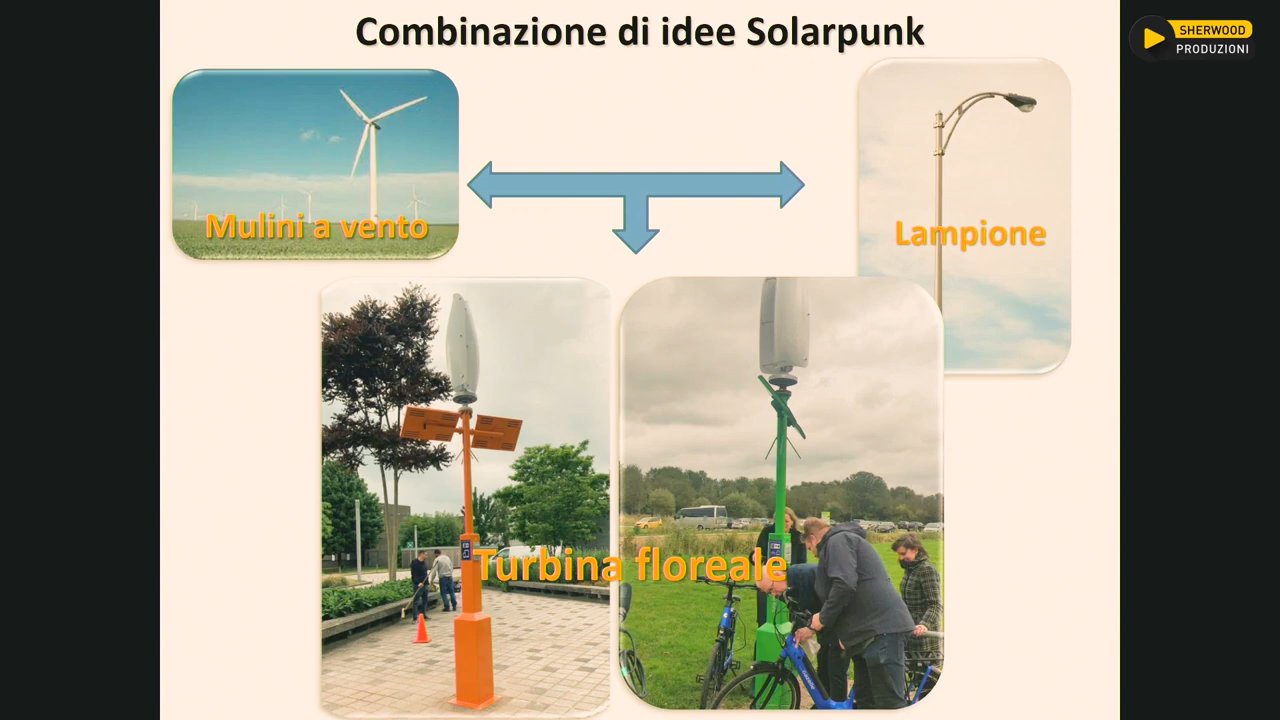 Combinazione di idee Solarpunk
SHERWOOD
PRODUZIONI
Mulini a vento
Lampione
Turbina floreale